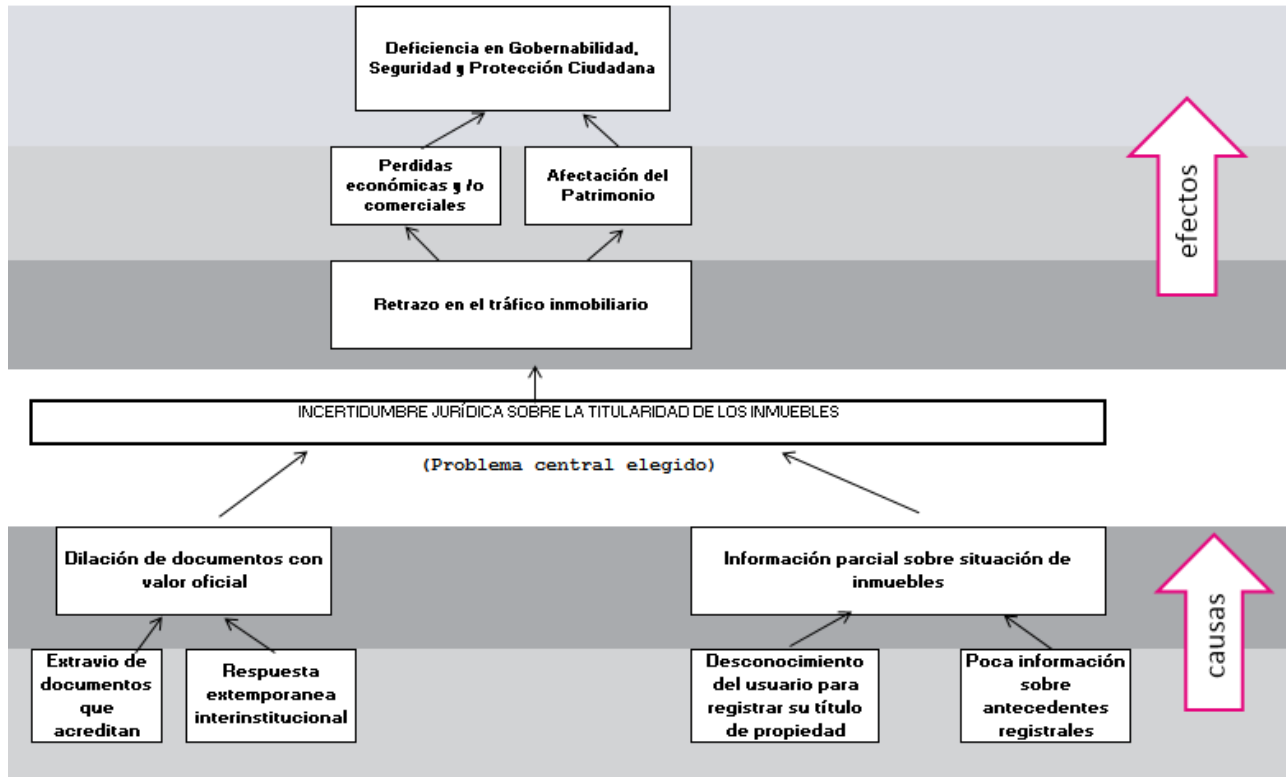 Deficiencia en Gobernabilidad,
Seguridad y Protección Ciudadana
Perdidas
económicas y /o
comerciales
Afectación del
Patrimonio
efectos
Retrazo en el tráfico inmobiliario
INCERTIDUMBRE JURÍDICA SOBRE LA TITULARIDAD DE LOS INMUEBLES
(Problema central elegido)
Dilación de documentos con
valor oficial
Información parcial sobre situación de
inmuebles
causas
Extravio de
documentos
que
acreditan
Respuesta
extemporanea
interinstitucional
Desconocimiento
del usuario para
registrar su título
de propiedad
Poca información
sobre
antecedentes
registrales